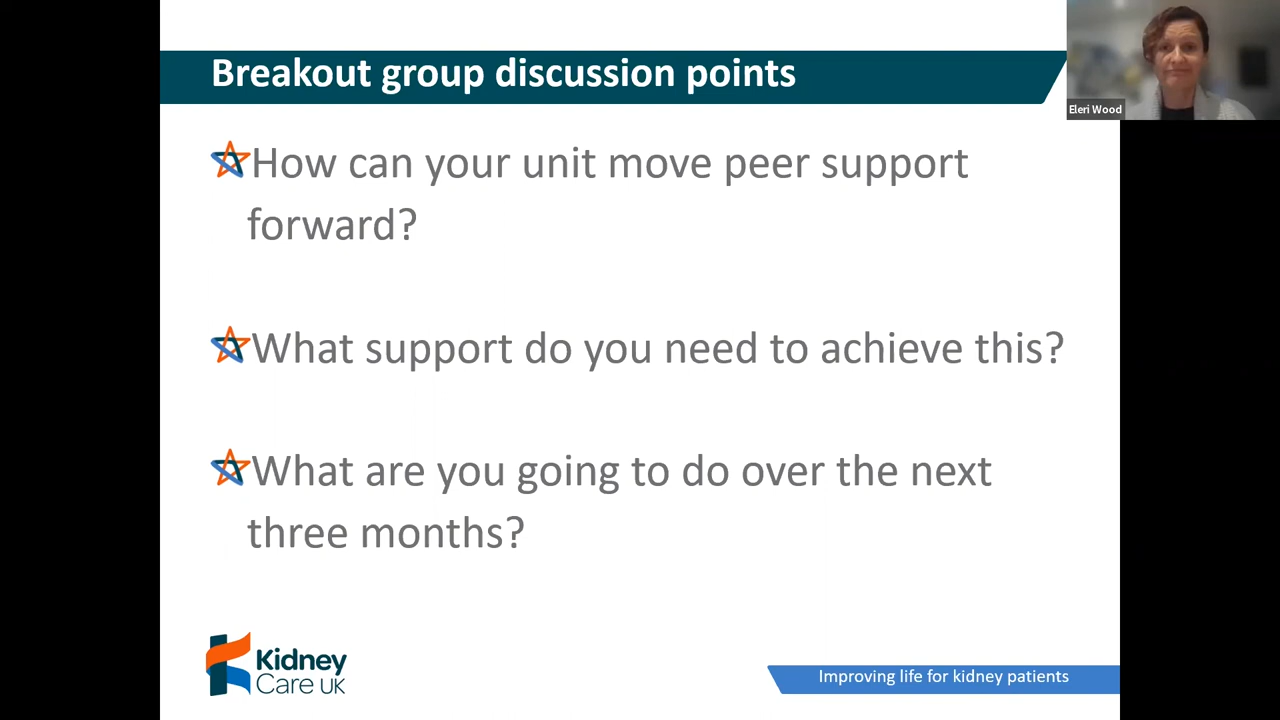 Breakout group discussion points
Eleri Wood
How can your unit move peer support
forward?
What support do you need to achieve this?
What are you going to do over the next
three months?
Kidney
Care UK
Improving life for kidney patients